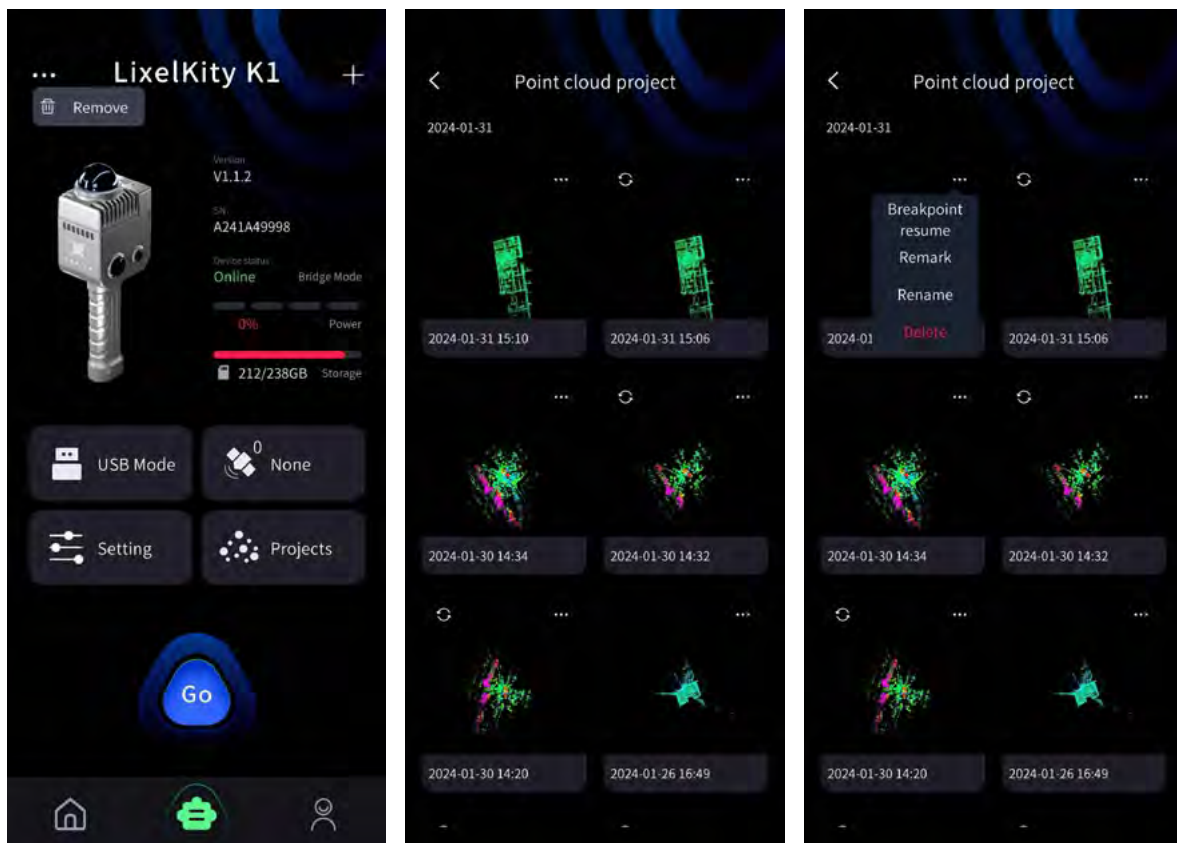 ... LixelKity K1 +
Remove
Version
V1.1.2
SN
A241A49998
Device status
Online Bridge Mode
0% Power
212/238GB Storage
USB Mode
0
None
Setting
Projects
Go
Point cloud project
2024-01-31
2024-01-31 15:10
2024-01-31 15:06
2024-01-30 14:34
2024-01-30 14:32
2024-01-30 14:20
2024-01-26 16:49
Point cloud project
2024-01-31
Breakpoint
resume
Remark
Rename
Delete
2024-01
2024-01-31 15:06
2024-01-30 14:34
2024-01-30 14:32
2024-01-30 14:20
2024-01-26 16:49